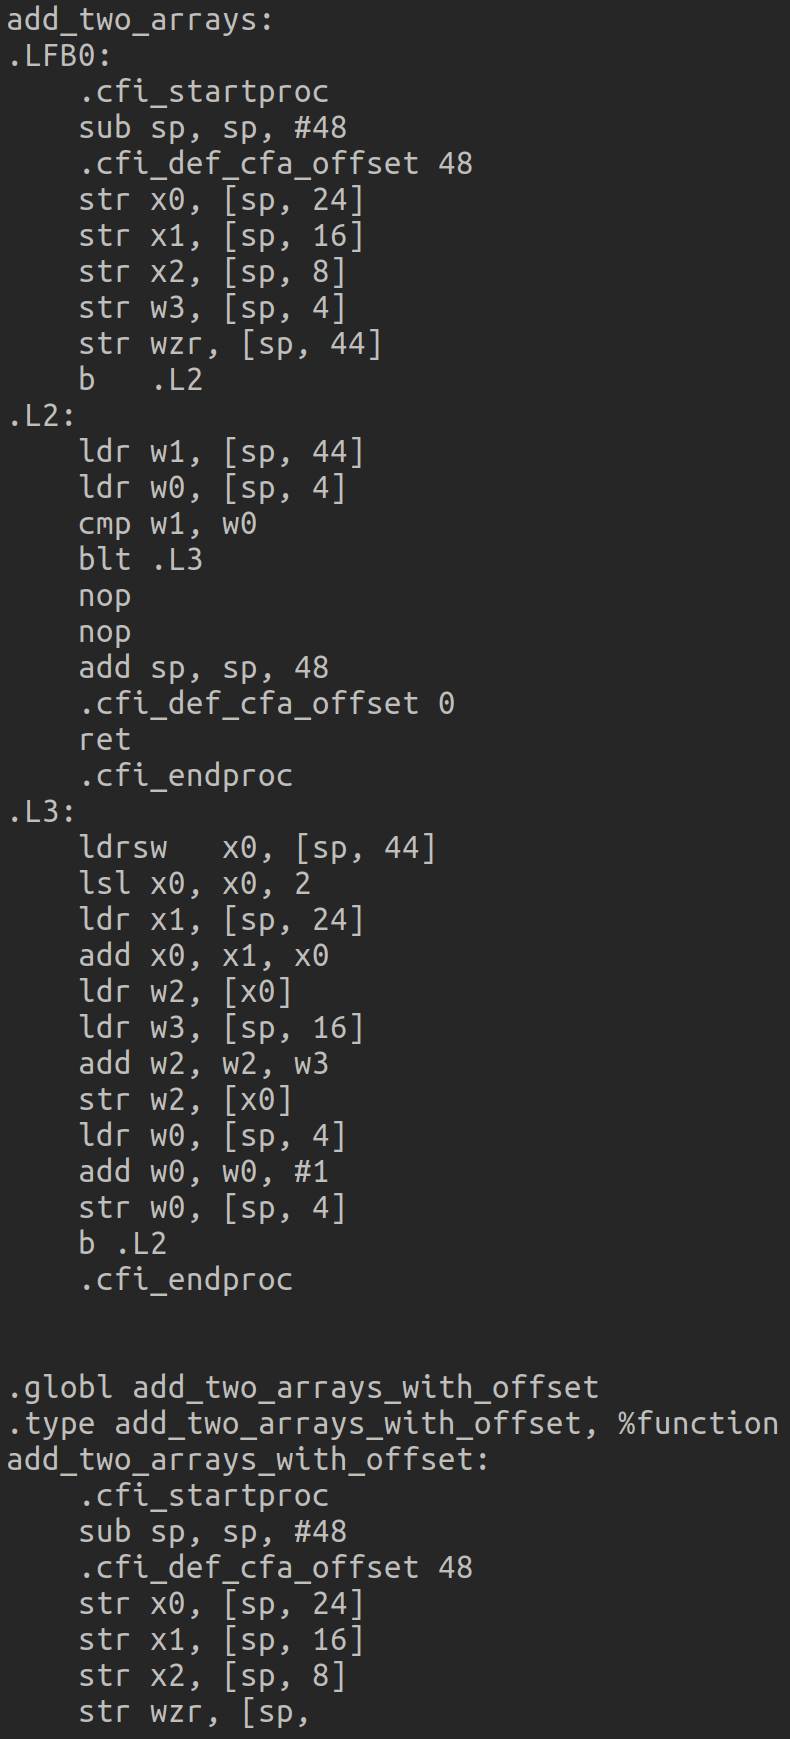 add_two_arrays:
.LFB0:
    .cfi_startproc
    sub sp, sp, #48
    .cfi_def_cfa_offset 48
    str x0, [sp, 24]
    str x1, [sp, 16]
    str x2, [sp, 8]
    str w3, [sp, 4]
    str wzr, [sp, 44]
    b   .L2
.L2:
    ldr w1, [sp, 44]
    ldr w0, [sp, 4]
    cmp w1, w0
    blt .L3
    nop
    nop
    add sp, sp, 48
    .cfi_def_cfa_offset 0
    ret
    .cfi_endproc
.L3:
    ldrsw   x0, [sp, 44]
    lsl x0, x0, 2
    ldr x1, [sp, 24]
    add x0, x1, x0
    ldr w2, [x0]
    ldr w3, [sp, 16]
    add w2, w2, w3
    str w2, [x0]
    ldr w0, [sp, 4]
    add w0, w0, #1
    str w0, [sp, 4]
    b .L2
    .cfi_endproc
.globl add_two_arrays_with_offset
.type add_two_arrays_with_offset, %function
add_two_arrays_with_offset:
    .cfi_startproc
    sub sp, sp, #48
    .cfi_def_cfa_offset 48
    str x0, [sp, 24]
    str x1, [sp, 16]
    str x2, [sp, 8]
    str wzr, [sp,